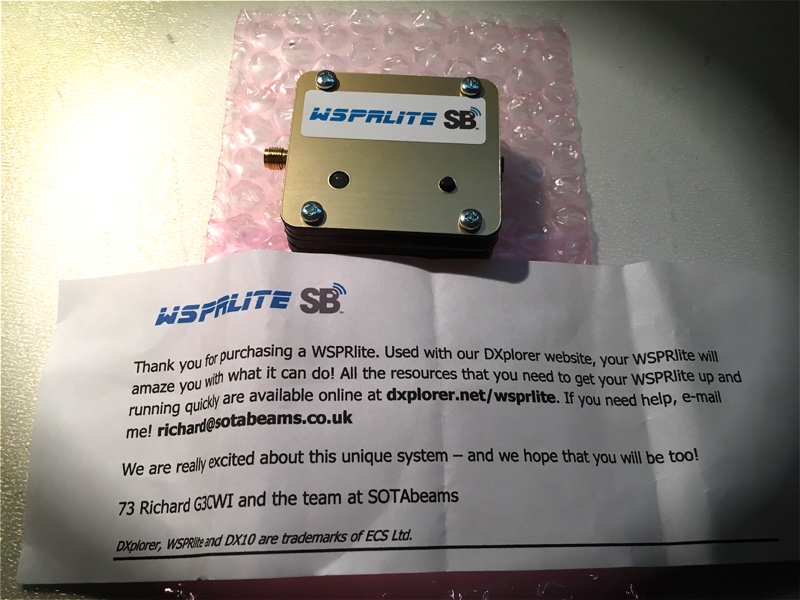 WSPRLITE SB
WSPRLITE SB
Thank you for purchasing a WSPRlite. Used with our DXplorer website, your WSPRlite will
amaze you with what it can do! All the resources that you need to get your WSPRlite up and
running quickly are available online at dxplorer.net/wsprlite. If you need help, e-mail
me! richard@sotabeams.co.uk
We are really excited about this unique system – and we hope that you will be too!
73 Richard G3CWI and the team at SOTAbeams
DXplorer, WSPRlite and DX10 are trademarks of ECS Ltd.